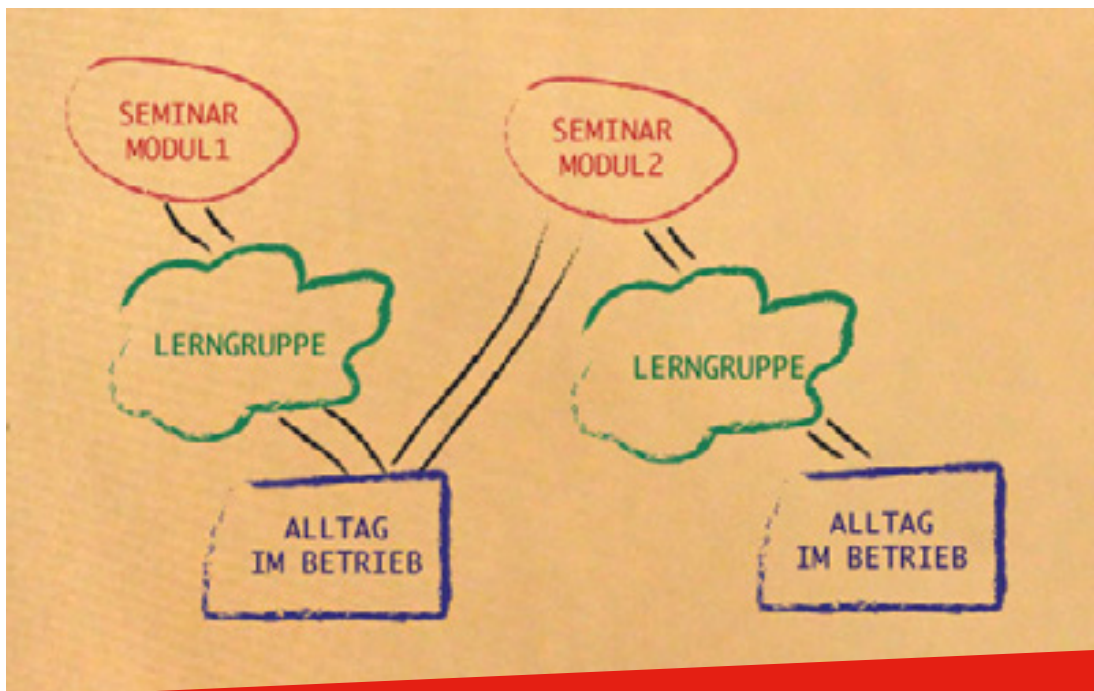 SEMINAR
MODUL1
SEMINAR
MODUL2
LERNGRUPPE
LERNGRUPPE
ALLTAG
IM BETRIEB
ALLTAG
IM BETRIEB